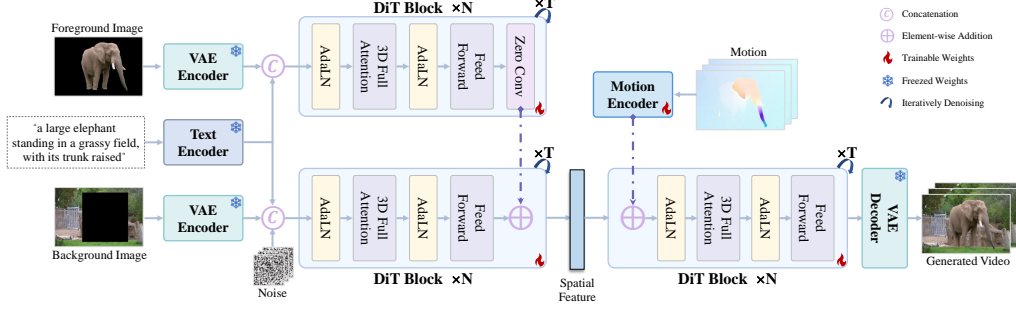 DiT Block ×N
×T
Foreground Image
VAE
Encoder
C
AdaLN
3D Full
Attention
AdaLN
Feed
Forward
Zero Conv
"a large elephant
standing in a grassy field,
with its trunk raised"
Text
Encoder
Background Image
VAE
Encoder
C
Noise
AdaLN
3D Full
Attention
AdaLN
Feed
Forward
×T
DiT Block ×N
Spatial
Feature
Motion
Encoder
Motion
AdaLN
3D Full
Attention
AdaLN
Feed
Forward
×T
DiT Block ×N
VAE
Decoder
Generated Video
C Concatenation
Element-wise Addition
Trainable Weights
Freezed Weights
Iteratively Denoising